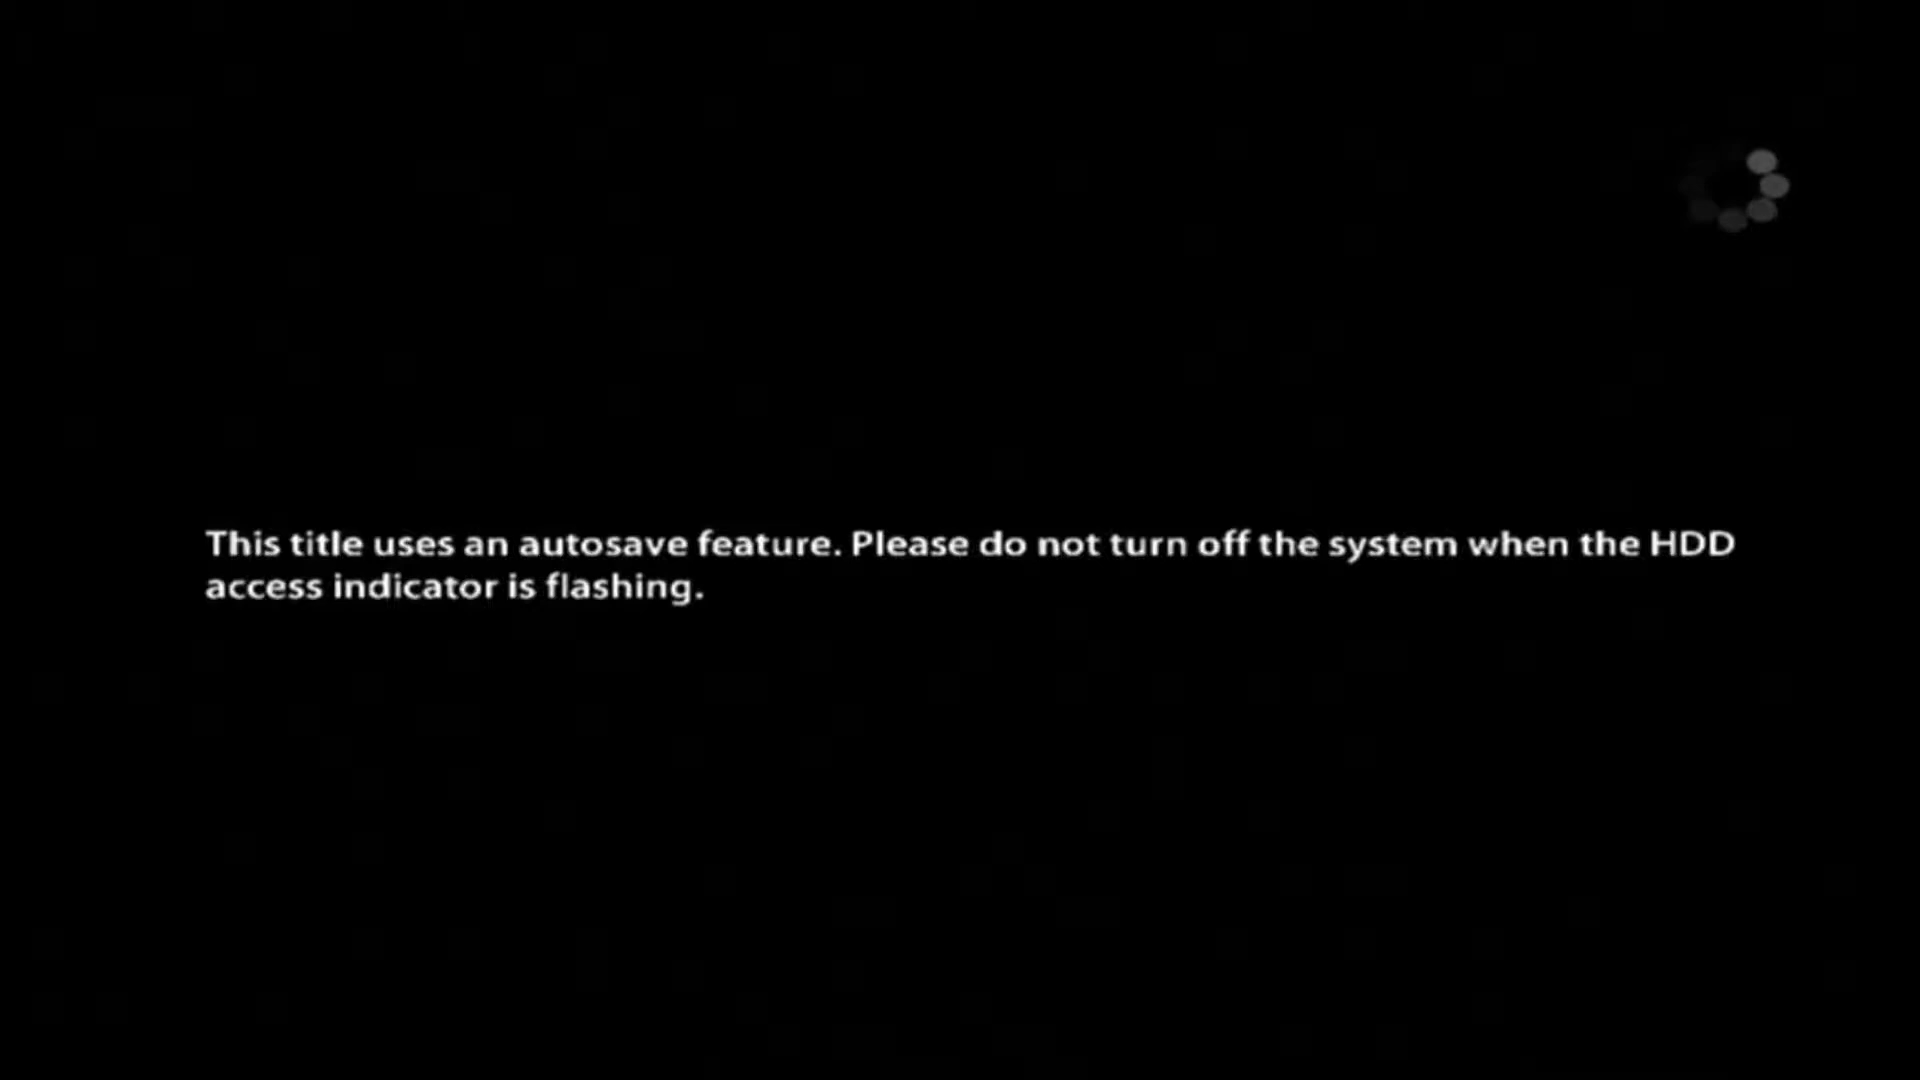 This title uses an autosave feature. Please do not turn off the system when the HDD
access indicator is flashing.